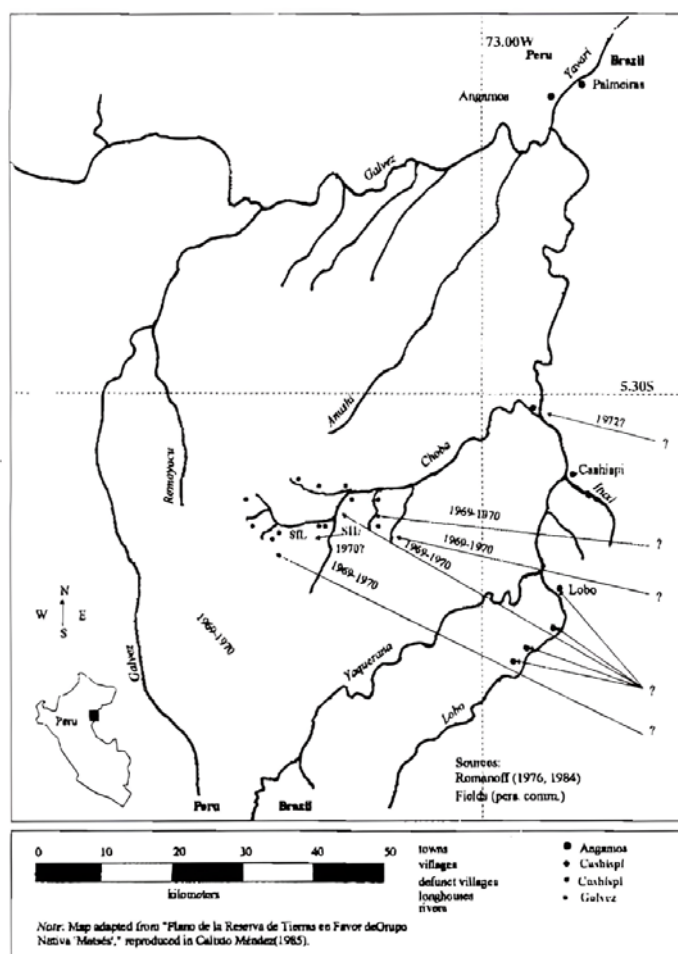 73.00W
Peru
Brazil
Yavari
Palmeiras
Angamos
Galvez
5.30S
Anushi
Remoyacu
Choba
1972?
?
Cashispi
1969-1970
SIL
SIL
1970?
1969-1970
1969-1970
?
1969-1970
1969-1970
?
Lobo
N
W E
S
Galvez
Yaquerana
Lobo
?
?
Peru
Sources:
Romanoff (1976, 1984)
Fields (pers. comm.)
Peru Brazil
0 10 20 30 40 50
kilometers
towns Angamos
villages Cashispi
defunct villages Cashispi
longhouses Galvez
rivers
Note: Map adapted from "Plano de la Reserva de Tierras en Favor deGrupo
Nativa 'Matsés'," reproduced in Calixto Méndez(1985).